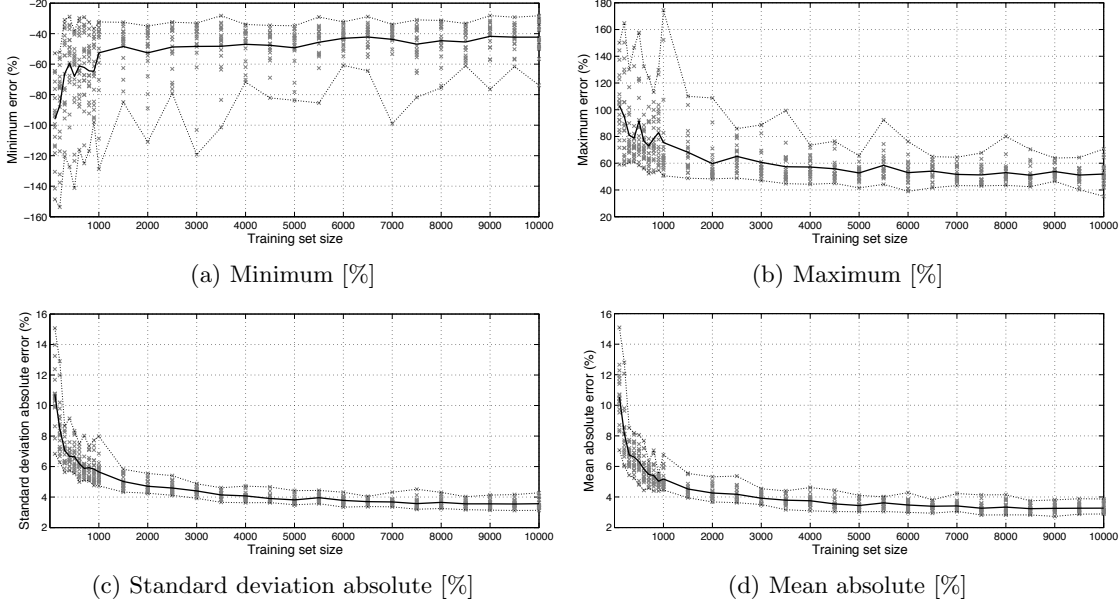 -20
-40
-60
-80
-100
-120
-140
-160
Minimum error (%)
1000 2000 3000 4000 5000 6000 7000 8000 9000 10000
Training set size
(a) Minimum [%]
180
160
140
120
100
80
60
40
20
Maximum error (%)
1000 2000 3000 4000 5000 6000 7000 8000 9000 10000
Training set size
(b) Maximum [%]
16
14
12
10
8
6
4
2
Standard deviation absolute error (%)
1000 2000 3000 4000 5000 6000 7000 8000 9000 10000
Training set size
(c) Standard deviation absolute [%]
16
14
12
10
8
6
4
2
Mean absolute error (%)
1000 2000 3000 4000 5000 6000 7000 8000 9000 10000
Training set size
(d) Mean absolute [%]